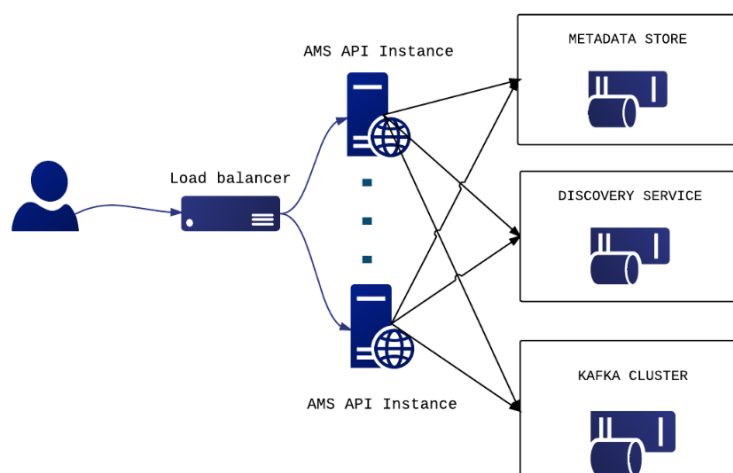 AMS API Instance
METADATA STORE
Load balancer
DISCOVERY SERVICE
AMS API Instance
KAFKA CLUSTER